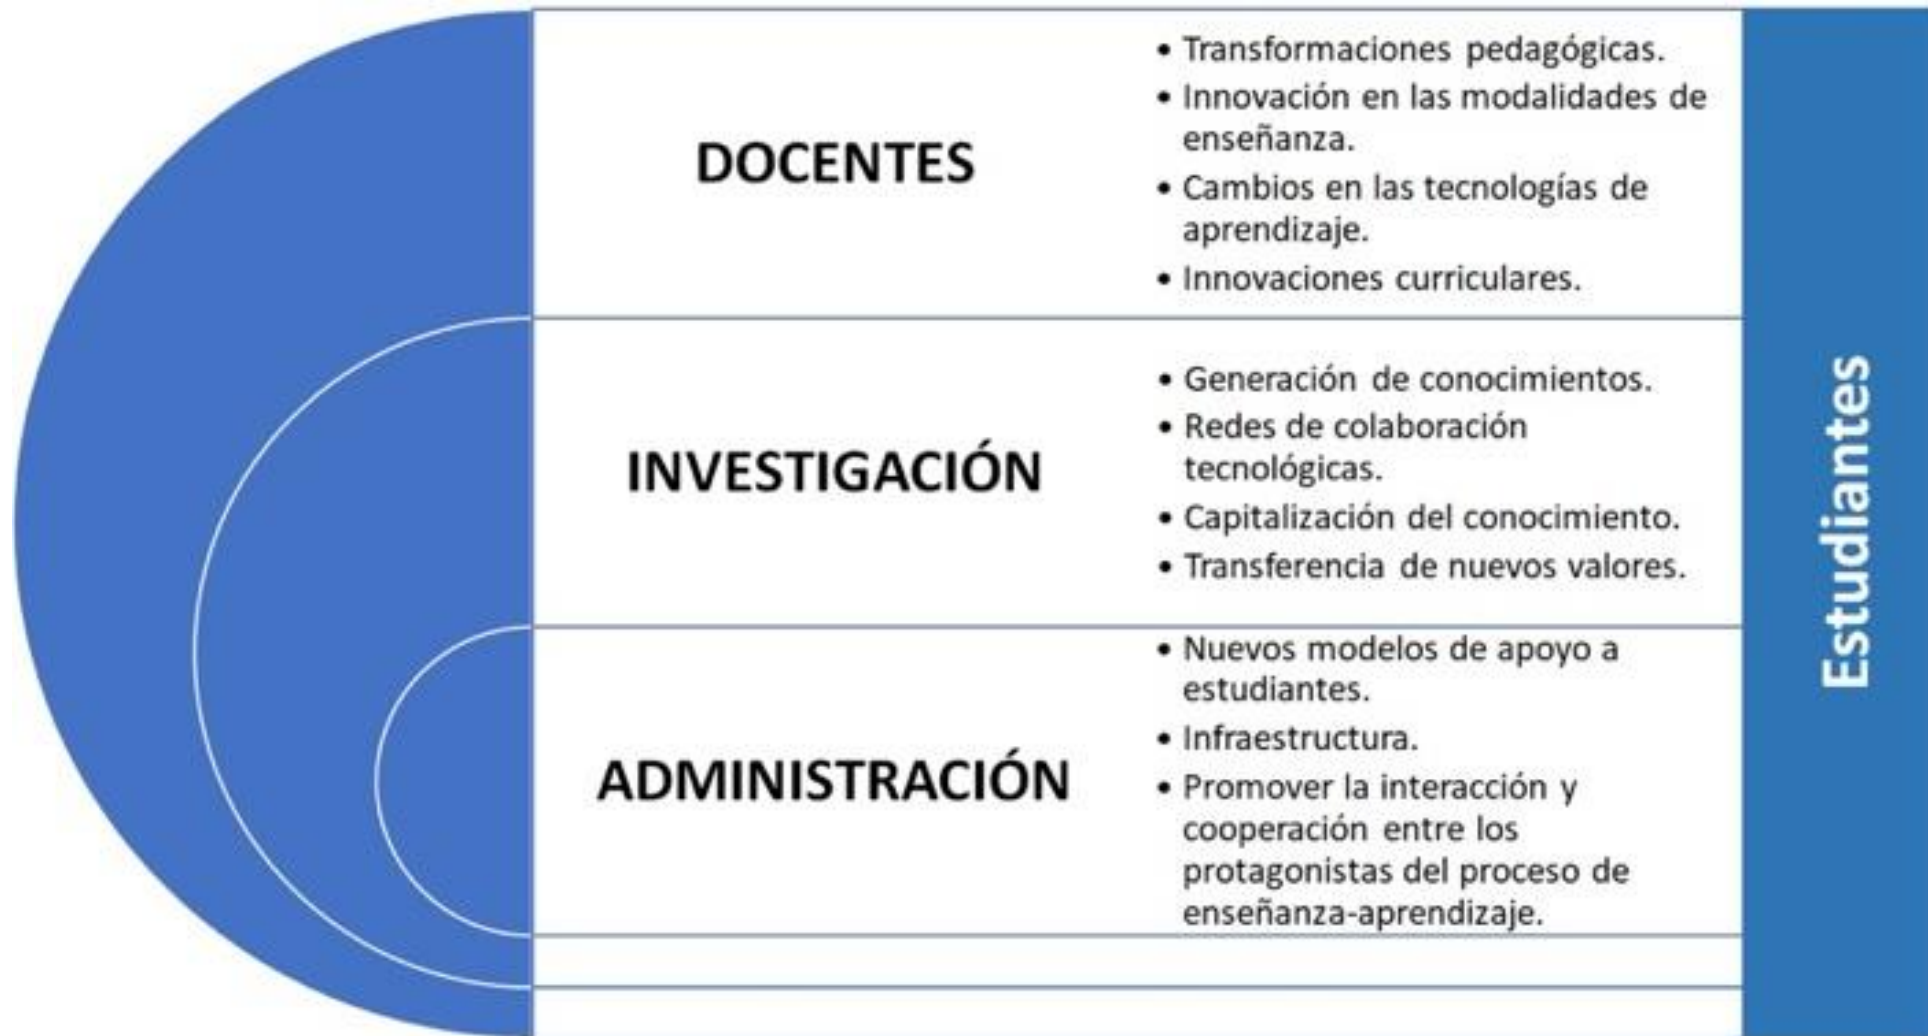 DOCENTES
• Transformaciones pedagógicas.
• Innovación en las modalidades de
enseñanza.
• Cambios en las tecnologías de
aprendizaje.
• Innovaciones curriculares.
INVESTIGACIÓN
• Generación de conocimientos.
• Redes de colaboración
tecnológicas.
• Capitalización del conocimiento.
• Transferencia de nuevos valores.
ADMINISTRACIÓN
• Nuevos modelos de apoyo a
estudiantes.
• Infraestructura.
• Promover la interacción y
cooperación entre los
protagonistas del proceso de
enseñanza-aprendizaje.
Estudiantes